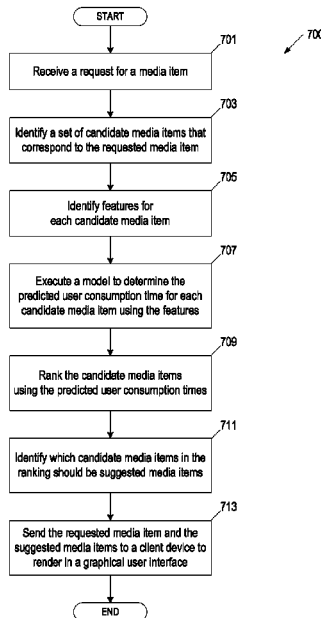 START
700
701
Receive a request for a media item
703
Identify a set of candidate media items that
correspond to the requested media item
705
Identify features for
each candidate media item
707
Execute a model to determine the
predicted user consumption time for each
candidate media item using the features
709
Rank the candidate media items
using the predicted user consumption times
711
Identify which candidate media items in the
ranking should be suggested media items
713
Send the requested media item and the
suggested media items to a client device to
render in a graphical user interface
END